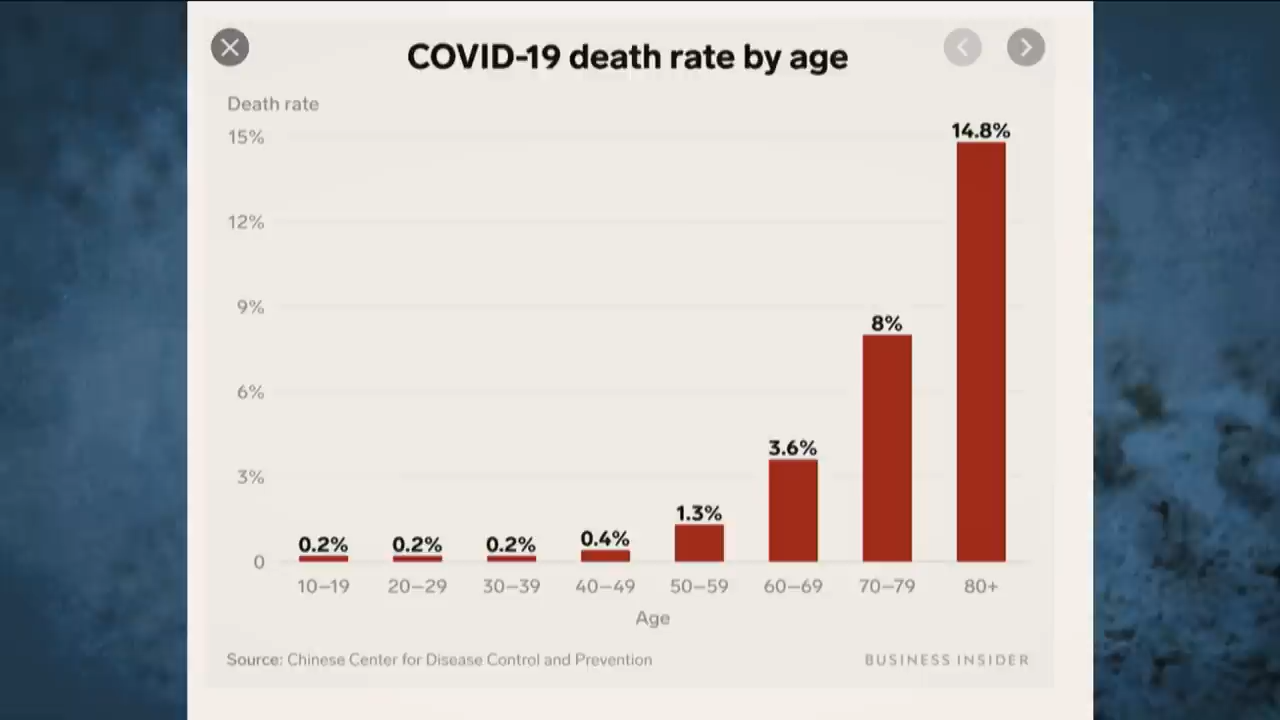 COVID-19 death rate by age
Death rate
15%
14.8%
12%
9%
8%
6%
3.6%
3%
1.3%
0.4%
0.2% 0.2% 0.2%
0
10–19 20–29 30–39 40–49 50–59 60–69 70–79 80+
Age
Source: Chinese Center for Disease Control and Prevention
BUSINESS INSIDER